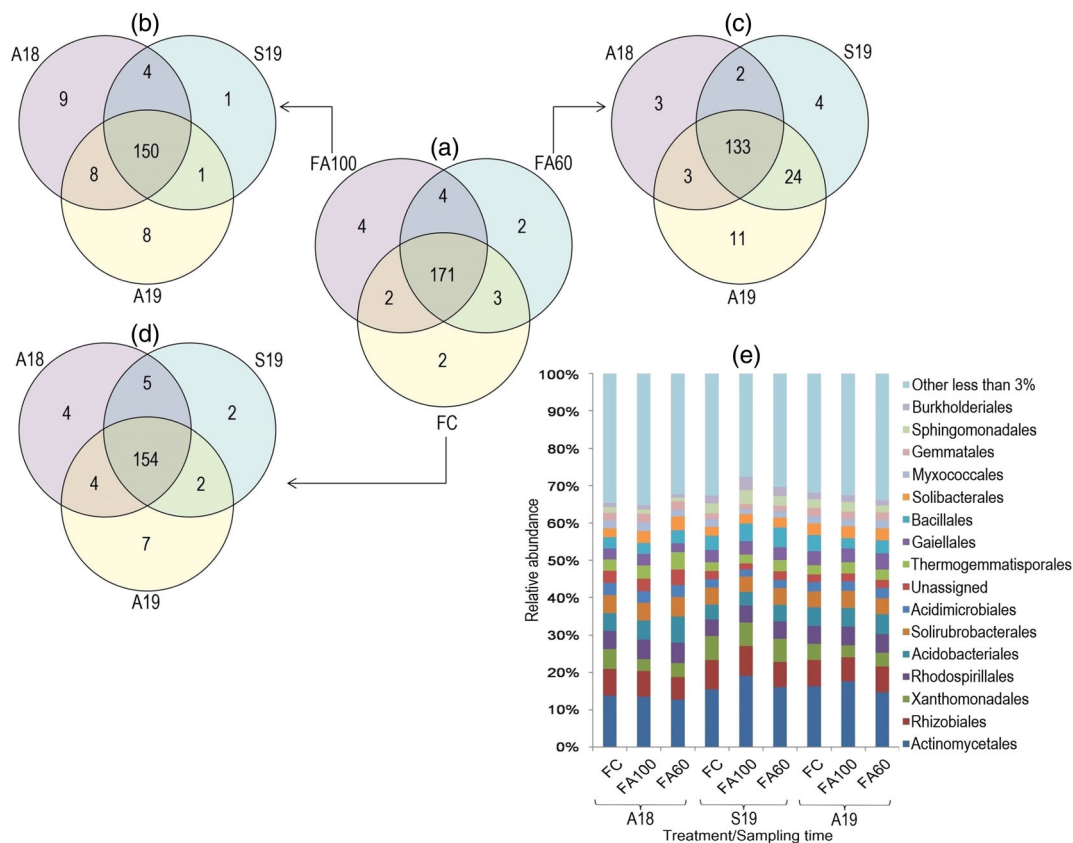 (b)
A18
S19
4
9
1
150
8
1
8
A19
(c)
A18
S19
2
3
4
133
3
24
11
A19
(a)
FA100
FA60
4
4
2
171
2
3
2
FC
(d)
A18
S19
5
4
2
154
4
2
7
A19
(e)
Relative abundance
100%
90%
80%
70%
60%
50%
40%
30%
20%
10%
0%
FC FA100 FA60 FC FA100 FA60 FC FA100 FA60
A18 S19 A19
Treatment/Sampling time
Other less than 3%
Burkholderiales
Sphingomonadales
Gemmatales
Myxococcales
Solibacterales
Bacillales
Gaiellales
Thermogemmatisporales
Unassigned
Acidimicrobiales
Solirubrobacterales
Acidobacteriales
Rhodospirillales
Xanthomonadales
Rhizobiales
Actinomycetales